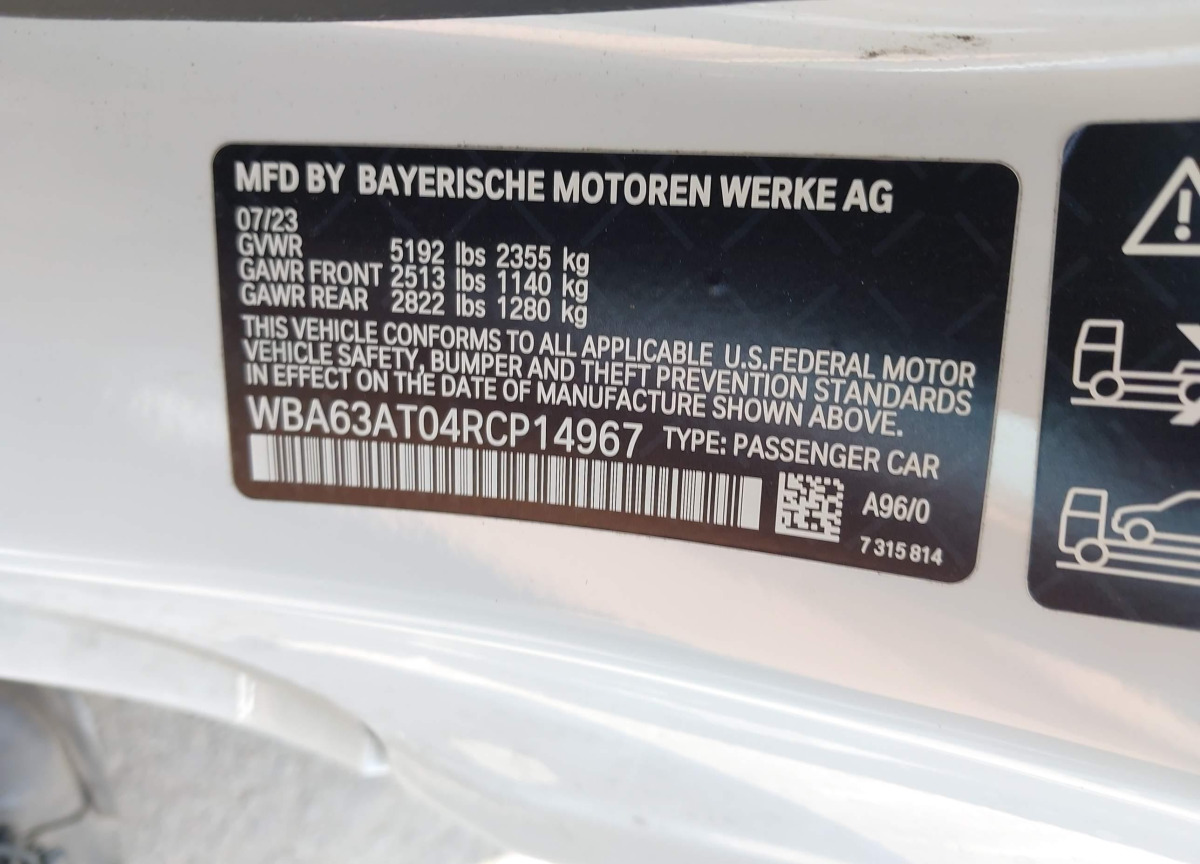 MFD BY BAYERISCHE MOTOREN WERKE AG
07/23
GVWR 5192 lbs 2355 kg
GAWR FRONT 2513 lbs 1140 kg
GAWR REAR 2822 lbs 1280 kg
THIS VEHICLE CONFORMS TO ALL APPLICABLE U.S.FEDERAL MOTOR
VEHICLE SAFETY, BUMPER AND THEFT PREVENTION STANDARDS
IN EFFECT ON THE DATE OF MANUFACTURE SHOWN ABOVE.
WBA63AT04RCP14967 TYPE: PASSENGER CAR
A96/0
7 315 814